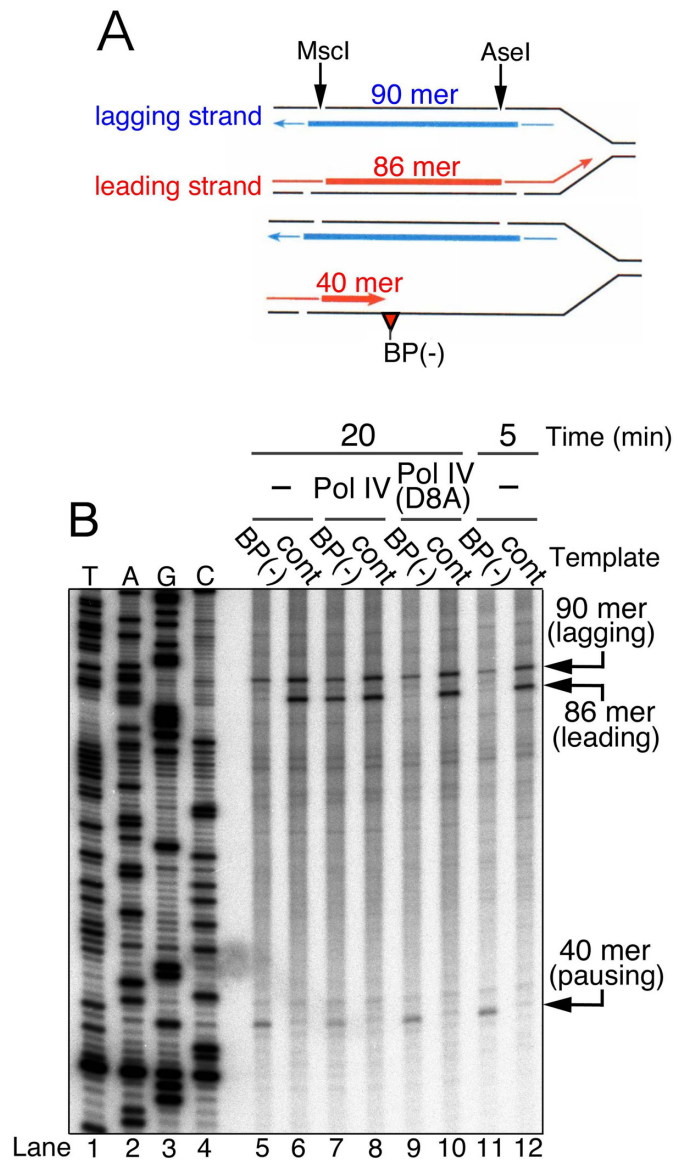 A
MscI AseI
90 mer
lagging strand
86 mer
leading strand
40 mer
BP(-)
B
20 5 Time (min)
– Pol IV Pol IV (D8A) –
BP(-) cont BP(-) cont BP(-) cont BP(-) cont Template
T A G C
90 mer
(lagging)
86 mer
(leading)
40 mer
(pausing)
Lane 1 2 3 4 5 6 7 8 9 10 11 12